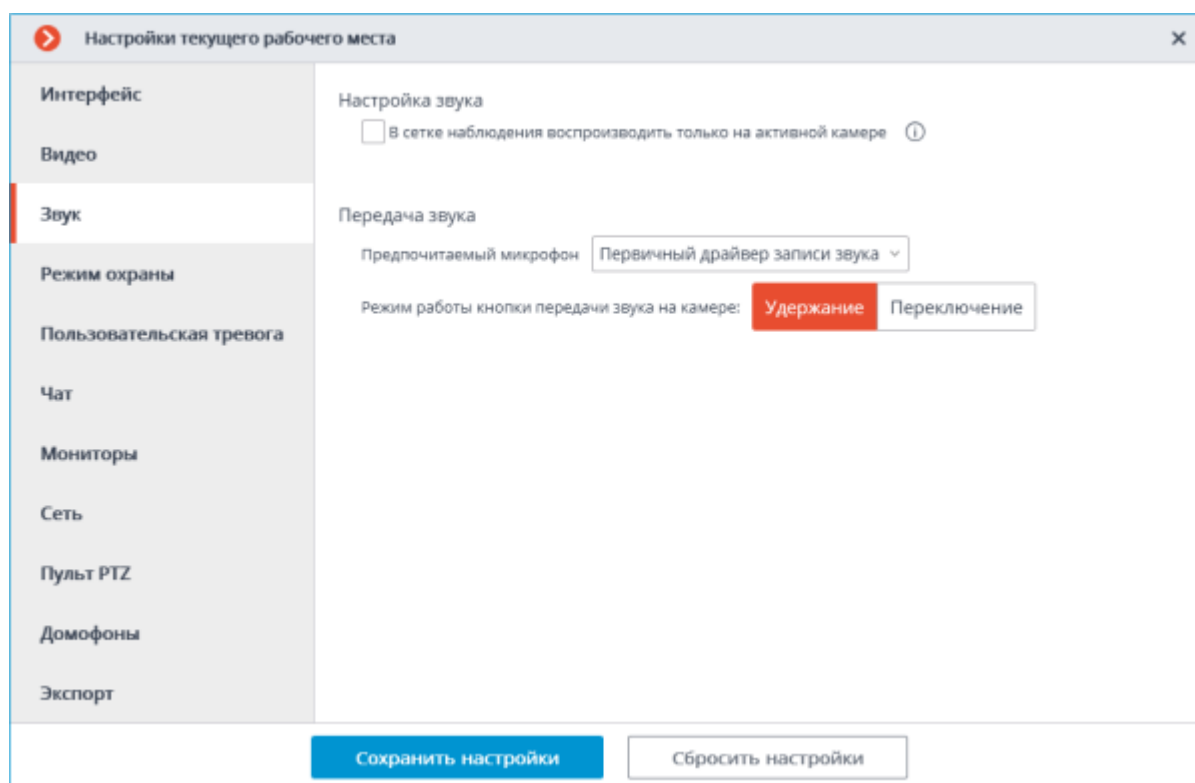 Настройки текущего рабочего места
Интерфейс
Видео
Звук
Режим охраны
Пользовательская тревога
Чат
Мониторы
Сеть
Пульт PTZ
Домофоны
Экспорт
Настройка звука
В сетке наблюдения воспроизводить только на активной камере
Передача звука
Предпочитаемый микрофон Первичный драйвер записи звука
Режим работы кнопки передачи звука на камере: Удержание Переключение
Сохранить настройки Сбросить настройки